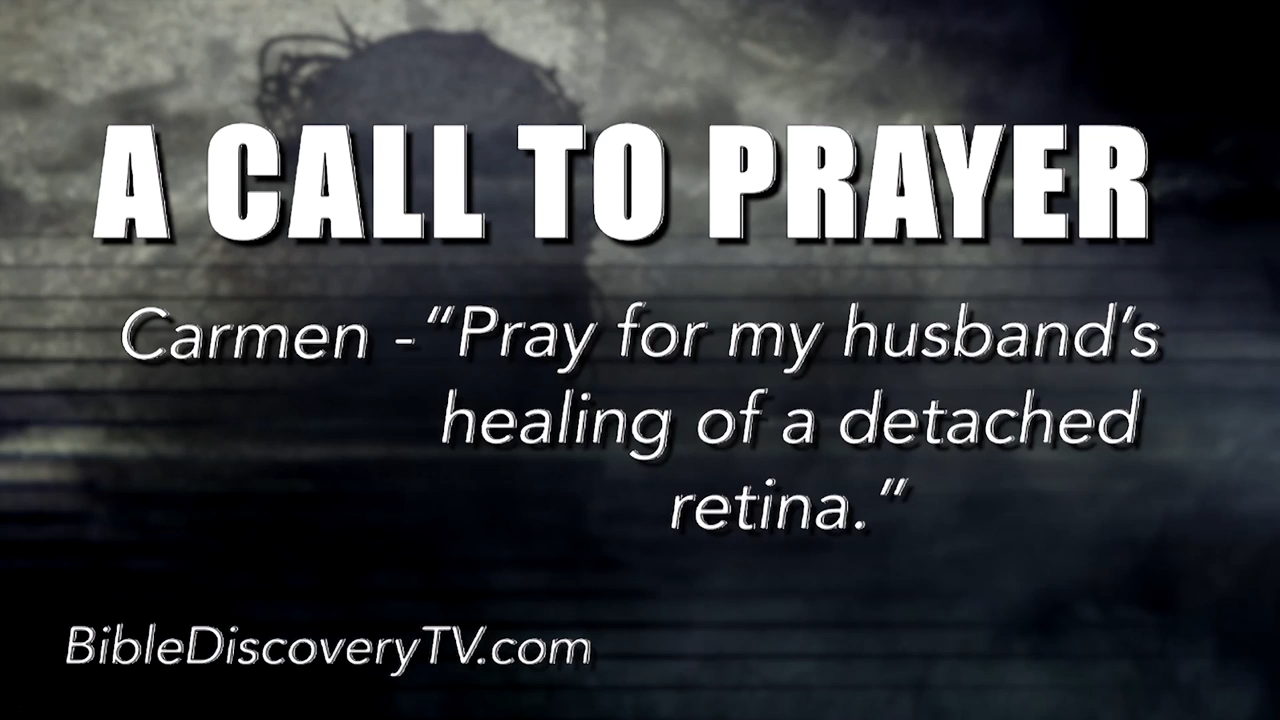 A CALL TO PRAYER
Carmen -“Pray for my husband’s
healing of a detached
retina.”
BibleDiscoveryTV.com